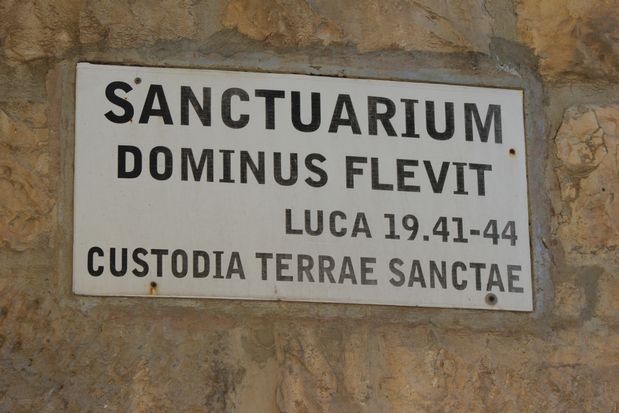 SANCTUARIUM
DOMINUS FLEVIT
LUCA 19.41-44
CUSTODIA TERRAE SANCTAE